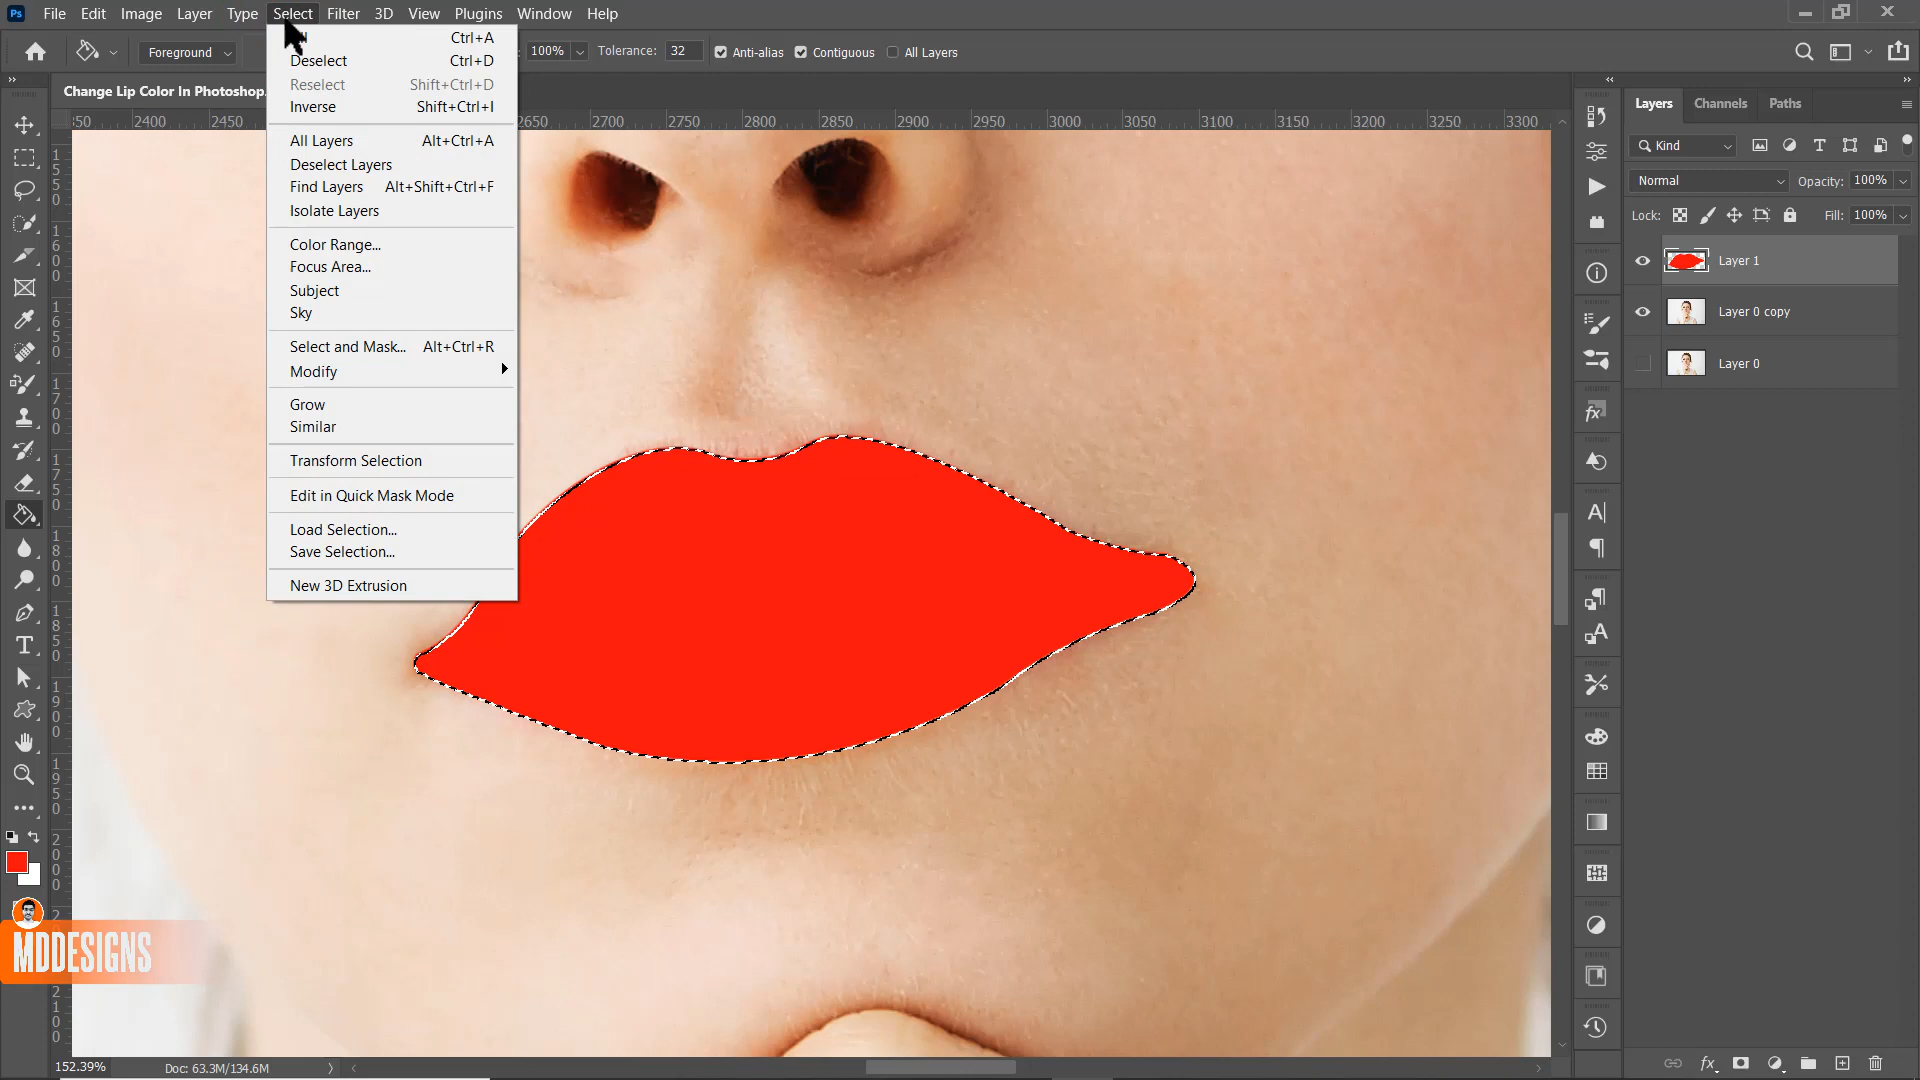 Ps File Edit Image Layer Type Select Filter 3D View Plugins Window Help
Foreground 100% Tolerance: 32 Anti-alias Contiguous All Layers
Change Lip Color In Photoshop.
2400 2450 2650 2700 2750 2800 2850 2900 2950 3000 3050 3100 3150 3200 3250 3300
Ctrl+A
Deselect Ctrl+D
Reselect Shift+Ctrl+D
Inverse Shift+Ctrl+I
All Layers Alt+Ctrl+A
Deselect Layers
Find Layers Alt+Shift+Ctrl+F
Isolate Layers
Color Range...
Focus Area...
Subject
Sky
Select and Mask... Alt+Ctrl+R
Modify
Grow
Similar
Transform Selection
Edit in Quick Mask Mode
Load Selection...
Save Selection...
New 3D Extrusion
Layers Channels Paths
Kind
Normal Opacity: 100%
Lock: Fill: 100%
Layer 1
Layer 0 copy
Layer 0
MDDESIGNS
152.39% Doc: 63.3M/134.6M